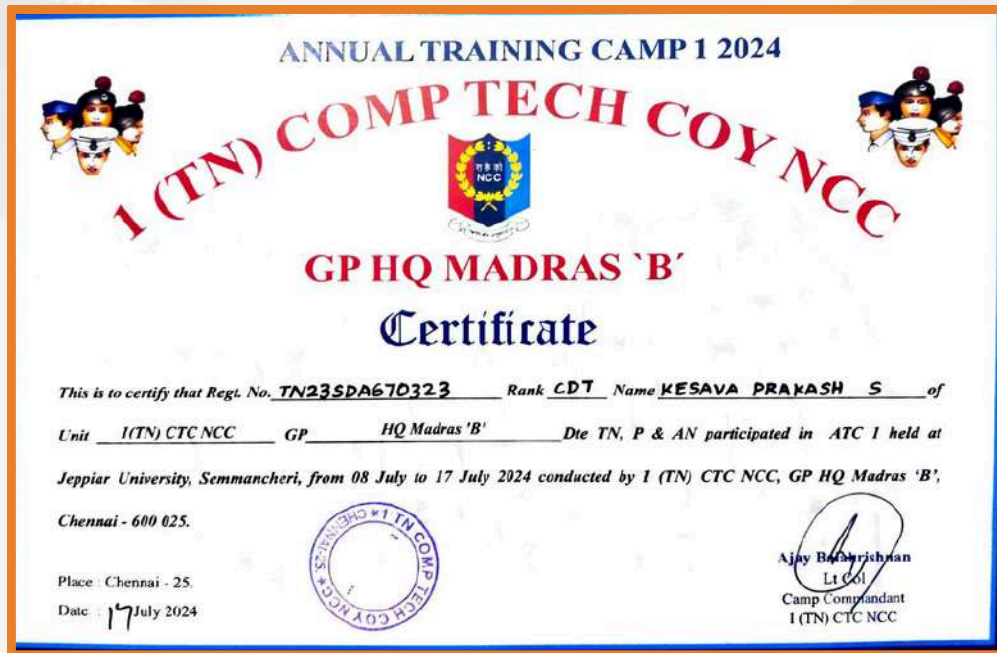 ANNUAL TRAINING CAMP 1 2024
1 (TN) COMP TECH COY NCC
रा कै को
NCC
GP HQ MADRAS `B´
Certificate
This is to certify that Regt. No. TN23SDA670323 Rank CDT Name KESAVA PRAKASH S of
Unit 1(TN) CTC NCC GP HQ Madras 'B' Dte TN, P & AN participated in ATC 1 held at
Jeppiar University, Semmancheri, from 08 July to 17 July 2024 conducted by 1 (TN) CTC NCC, GP HQ Madras 'B',
Chennai - 600 025.
1 TN COMP TECH COY NCC * CHENNAI-25. *
Place : Chennai - 25.
Date : 17 July 2024
Ajay Balakrishnan
Lt Col
Camp Commandant
1 (TN) CTC NCC